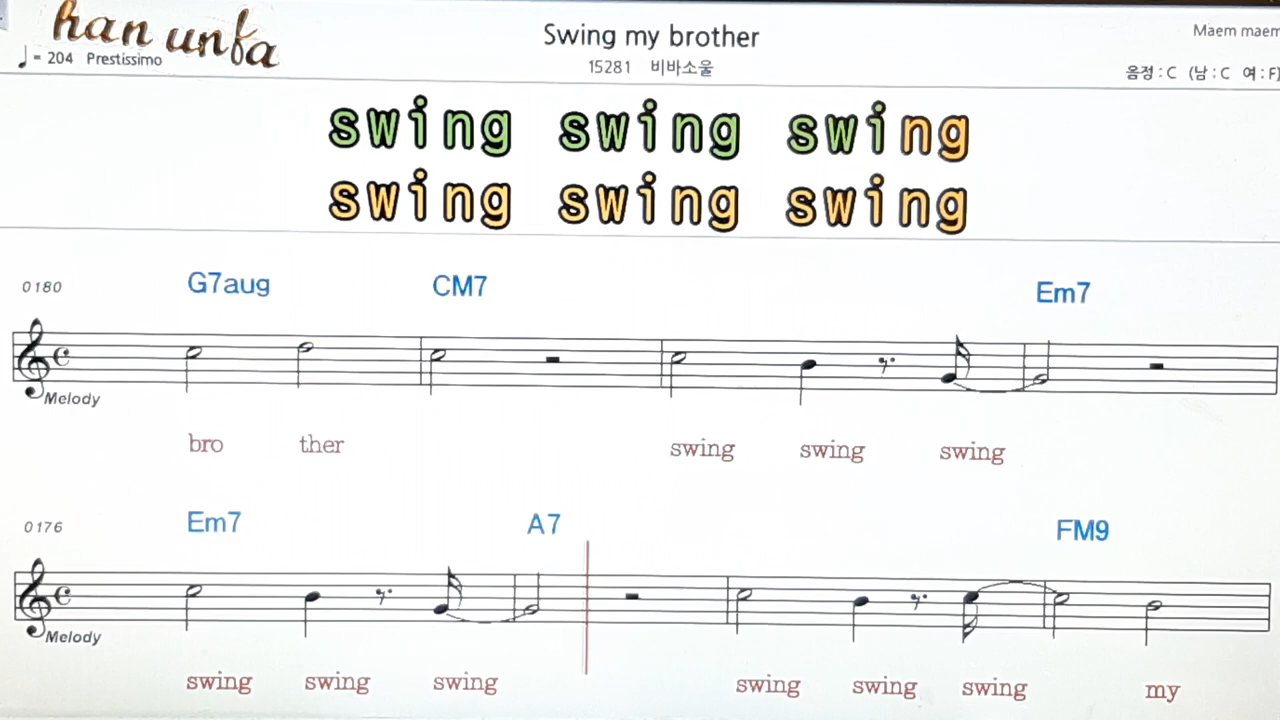 han unfa
Swing my brother
Maem maem
♩ = 204 Prestissimo
15281 비바소울
음정 : C (남 : C 여 : F)
swing swing swing
swing swing swing
0180 G7aug CM7 Em7
Melody
bro ther swing swing swing
0176 Em7 A7 FM9
Melody
swing swing swing swing swing swing my